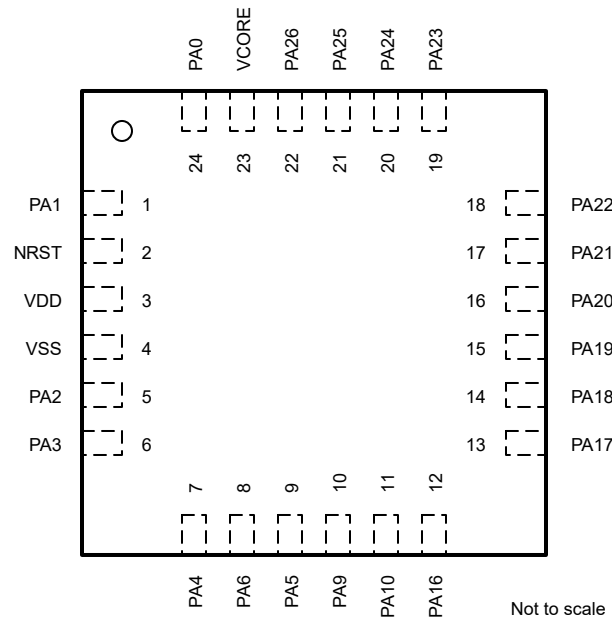 PA0
VCORE
PA26
PA25
PA24
PA23
24
23
22
21
20
19
PA1 1
18 PA22
NRST 2
17 PA21
VDD 3
16 PA20
VSS 4
15 PA19
PA2 5
14 PA18
PA3 6
13 PA17
7
8
9
10
11
12
PA4
PA6
PA5
PA9
PA10
PA16
Not to scale